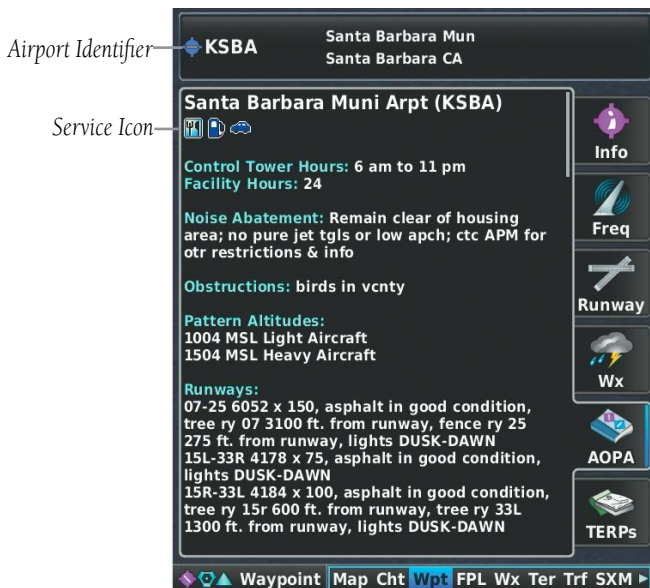 Airport Identifier
KSBA
Santa Barbara Mun
Santa Barbara CA
Service Icon
Santa Barbara Muni Arpt (KSBA)
Control Tower Hours: 6 am to 11 pm
Facility Hours: 24
Noise Abatement: Remain clear of housing
area; no pure jet tgls or low apch; ctc APM for
otr restrictions & info
Obstructions: birds in vcnty
Pattern Altitudes:
1004 MSL Light Aircraft
1504 MSL Heavy Aircraft
Runways:
07-25 6052 x 150, asphalt in good condition,
tree ry 07 3100 ft. from runway, fence ry 25
275 ft. from runway, lights DUSK-DAWN
15L-33R 4178 x 75, asphalt in good condition,
lights DUSK-DAWN
15R-33L 4184 x 100, asphalt in good condition,
tree ry 15r 600 ft. from runway, tree ry 33L
1300 ft. from runway, lights DUSK-DAWN
Info
Freq
Runway
Wx
AOPA
TERPs
Waypoint Map Cht Wpt FPL Wx Ter Trf SXM